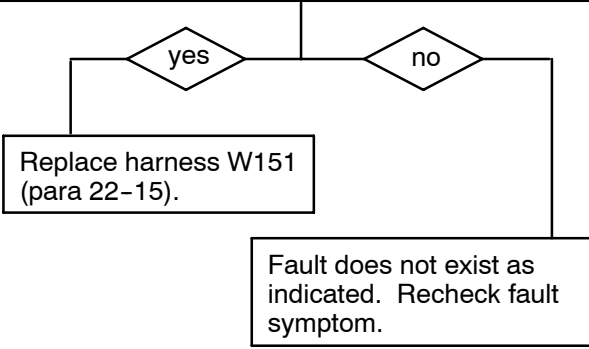 yes
no
Replace harness W151
(para 22-15).
Fault does not exist as
indicated.  Recheck fault
symptom.